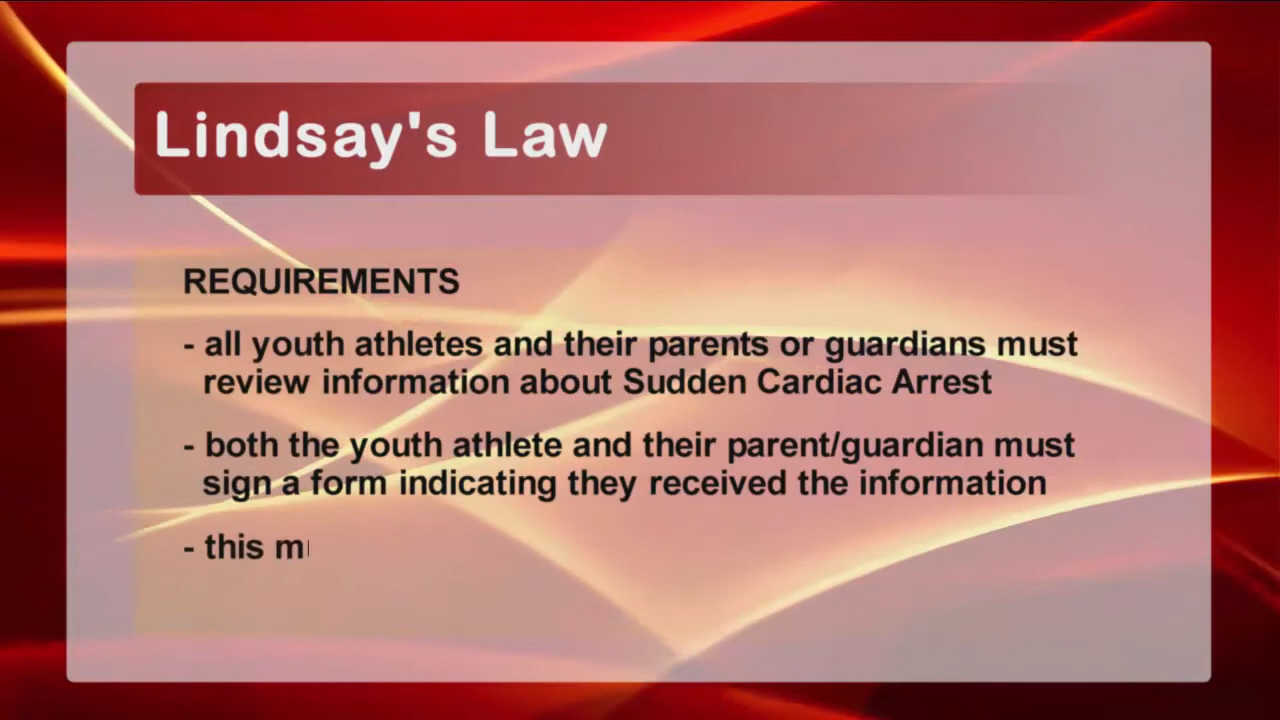 Lindsay's Law
REQUIREMENTS
- all youth athletes and their parents or guardians must
review information about Sudden Cardiac Arrest
- both the youth athlete and their parent/guardian must
sign a form indicating they received the information
- this m